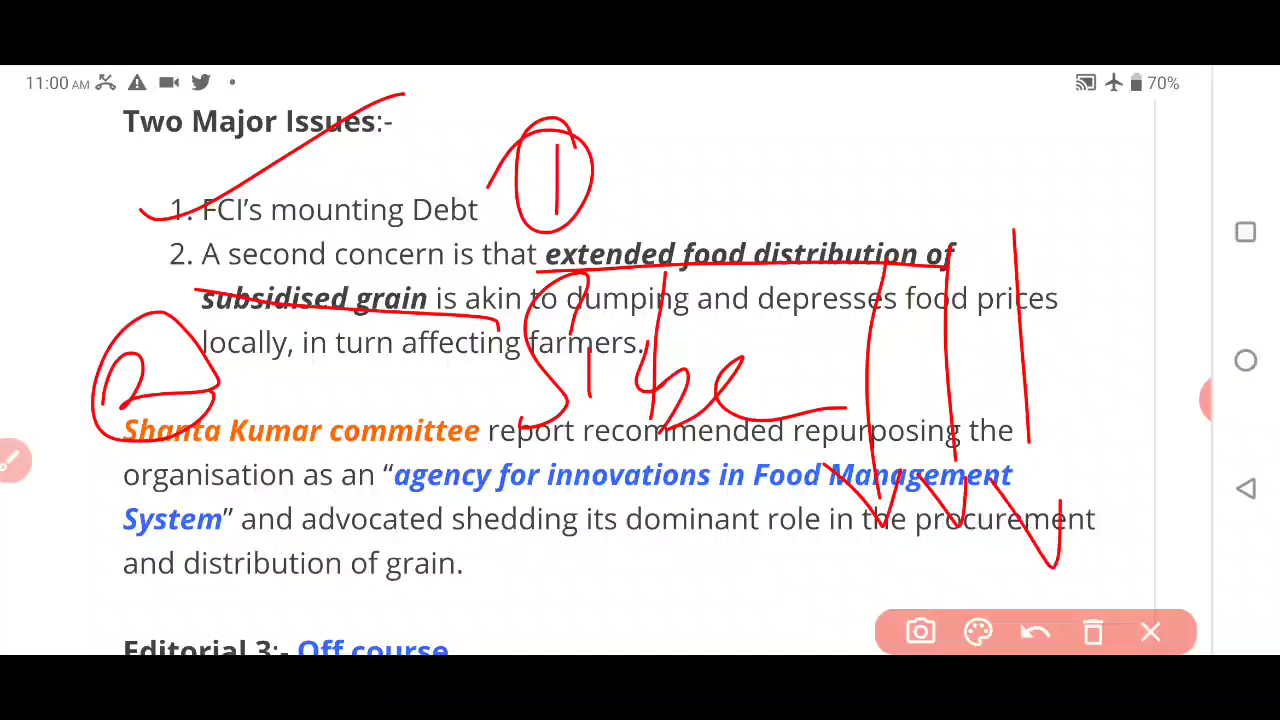 11:00 AM
70%
Two Major Issues:-
1. FCI’s mounting Debt
1
2. A second concern is that extended food distribution of
subsidised grain is akin to dumping and depresses food prices
locally, in turn affecting farmers.
2
Shanta Kumar committee report recommended repurposing the
organisation as an “agency for innovations in Food Management
System” and advocated shedding its dominant role in the procurement
and distribution of grain.
Editorial 3:- Off course